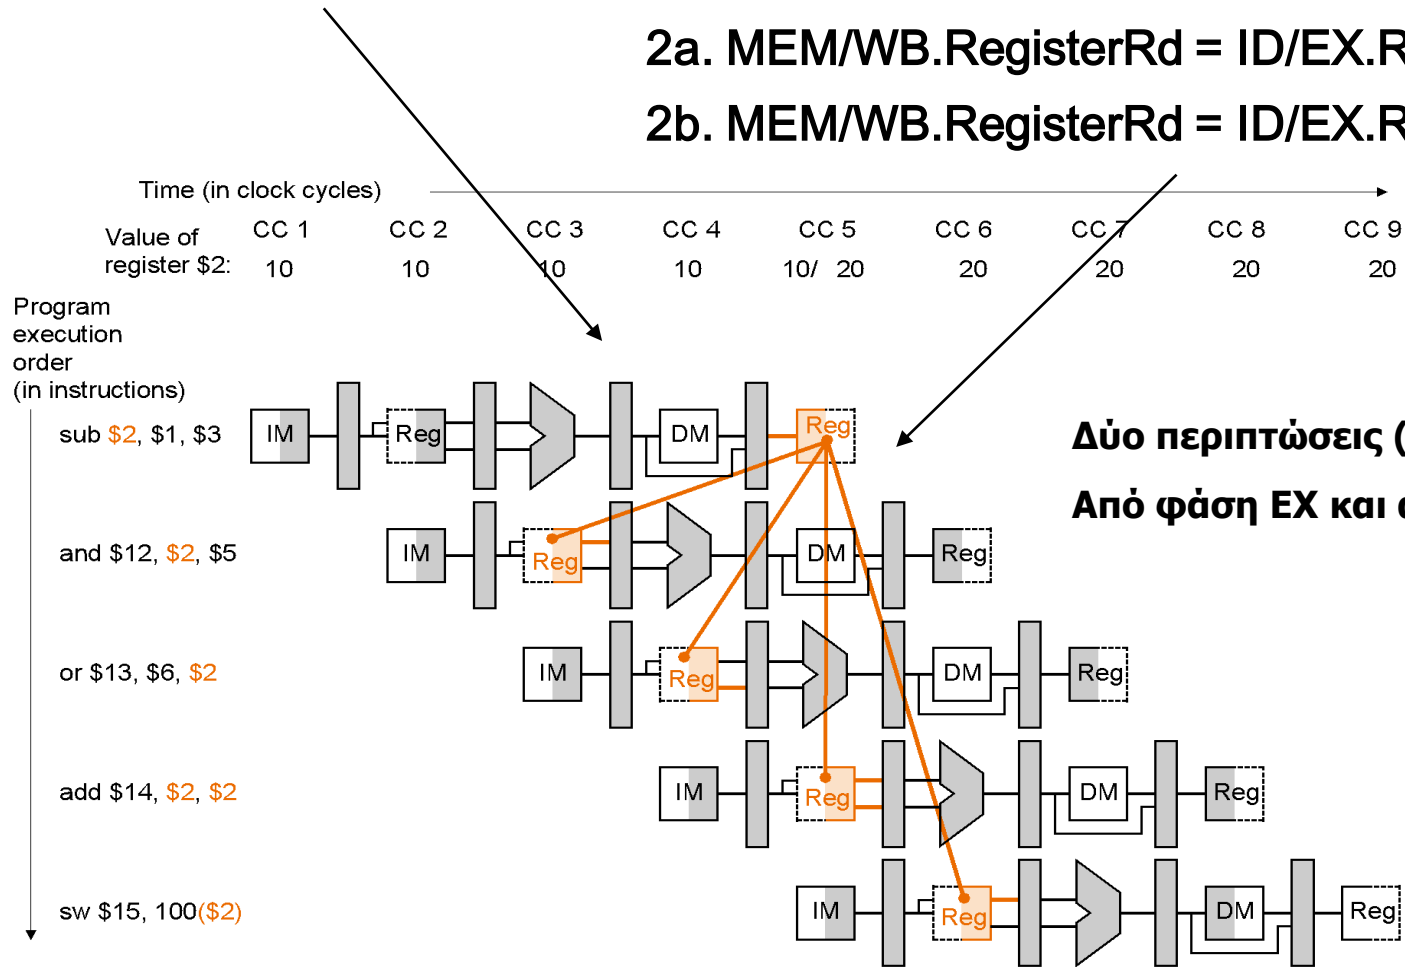 2a. MEM/WB.RegisterRd = ID/EX.R
2b. MEM/WB.RegisterRd = ID/EX.R
Time (in clock cycles)
CC 1 CC 2 CC 3 CC 4 CC 5 CC 6 CC 7 CC 8 CC 9
Value of
register $2:
10 10 10 10 10/ 20 20 20 20 20
Program
execution
order
(in instructions)
sub $2, $1, $3
IM Reg DM Reg
Δύο περιπτώσεις (
and $12, $2, $5
IM Reg DM Reg
Από φάση EX και
or $13, $6, $2
IM Reg DM Reg
add $14, $2, $2
IM Reg DM Reg
sw $15, 100($2)
IM Reg DM Reg